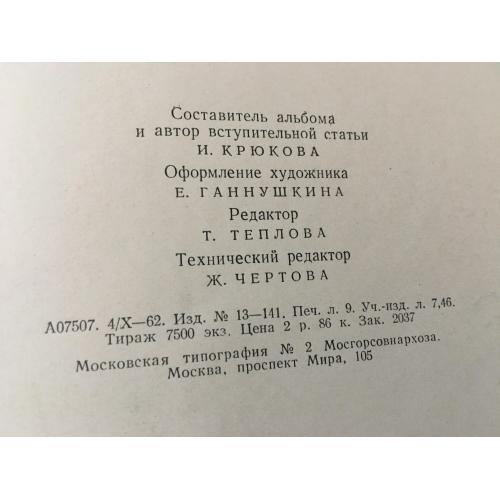 Составитель альбома
и автор вступительной статьи
И. КРЮКОВА
Оформление художника
Е. ГАННУШКИНА
Редактор
Т. ТЕПЛОВА
Технический редактор
Ж. ЧЕРТОВА
А07507. 4/X—62. Изд. № 13—141. Печ. л. 9. Уч.-изд. л. 7,46.
Тираж 7500 экз. Цена 2 р. 86 к. Зак. 2037
Московская типография № 2 Мосгорсовнархоза.
Москва, проспект Мира, 105